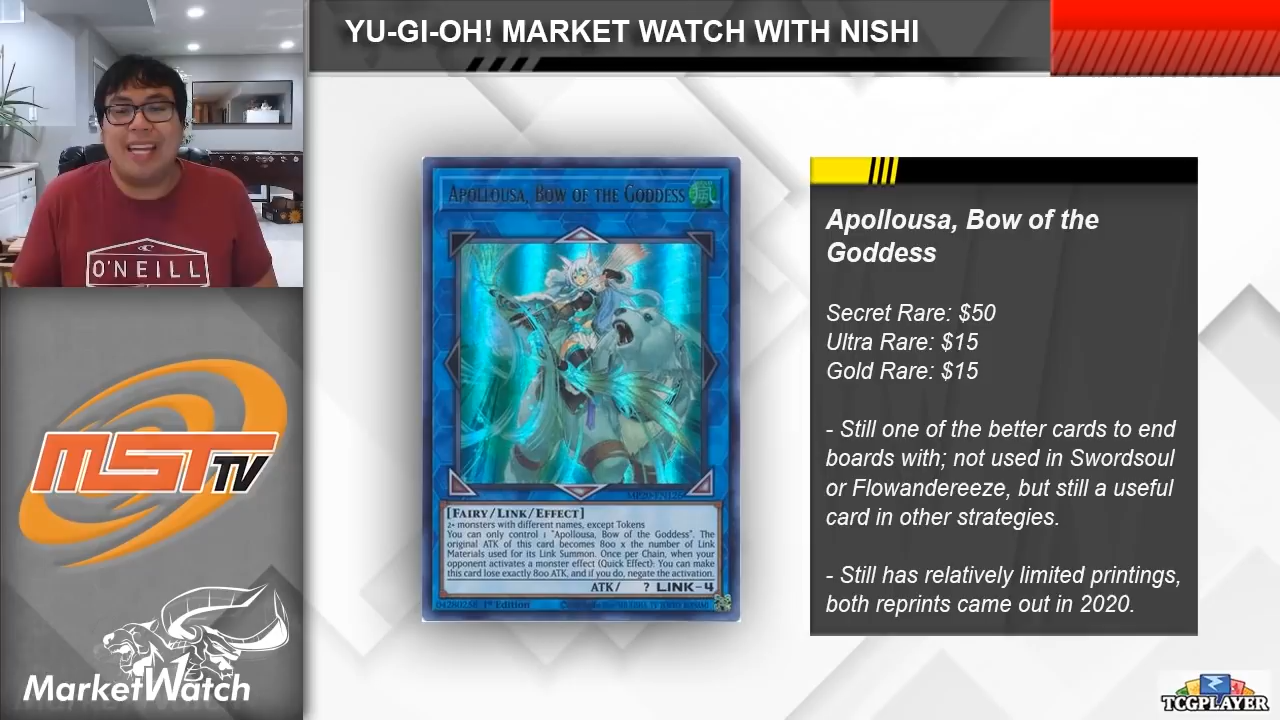 YU-GI-OH! MARKET WATCH WITH NISHI
O'NEILL
MST TV
MarketWatch
APOLLOUSA, BOW OF THE GODDESS
MP20-EN126
[FAIRY/LINK/EFFECT]
2+ monsters with different names, except Tokens
You can only control 1 "Apollousa, Bow of the Goddess". The
original ATK of this card becomes 800 x the number of Link
Materials used for its Link Summon. Once per Chain, when your
opponent activates a monster effect (Quick Effect): You can make
this card lose exactly 800 ATK, and if you do, negate the activation.
ATK/ ? LINK-4
1st Edition
Apollousa, Bow of the
Goddess
Secret Rare: $50
Ultra Rare: $15
Gold Rare: $15
- Still one of the better cards to end
boards with; not used in Swordsoul
or Flowandereeze, but still a useful
card in other strategies.
- Still has relatively limited printings,
both reprints came out in 2020.
TCGPLAYER